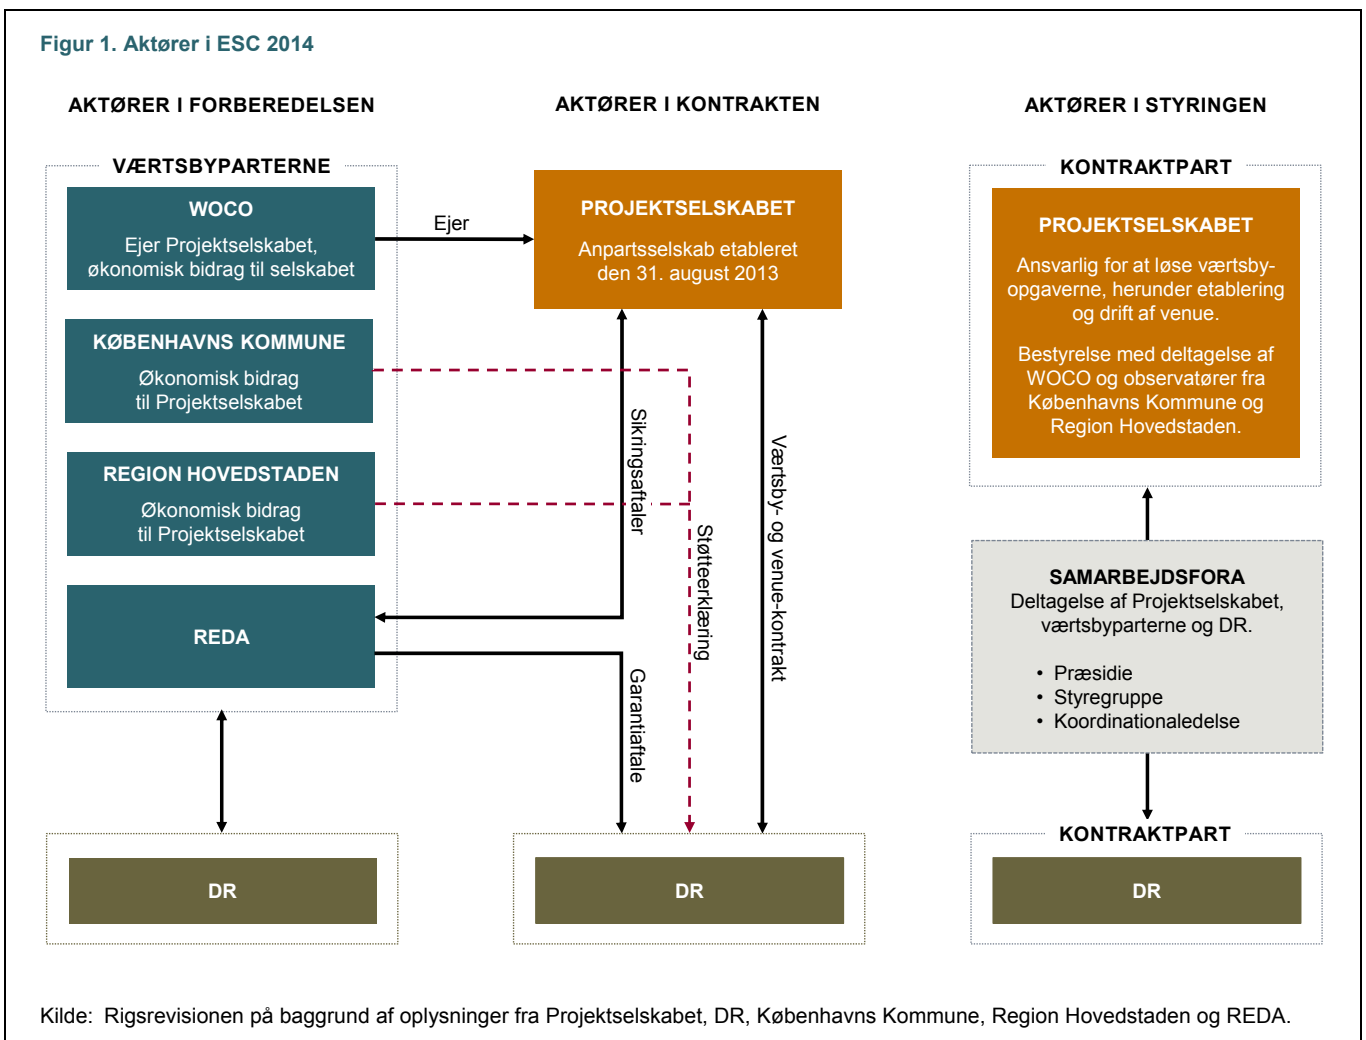 Figur 1. Aktører i ESC 2014
AKTØRER I FORBEREDELSEN
VÆRTSBYPARTERNE
WOCO
Ejer Projektselskabet,
økonomisk bidrag til selskabet
KØBENHAVNS KOMMUNE
Økonomisk bidrag
til Projektselskabet
REGION HOVEDSTADEN
Økonomisk bidrag
til Projektselskabet
REDA
DR
AKTØRER I KONTRAKTEN
Ejer
PROJEKTSELSKABET
Anpartsselskab etableret
den 31. august 2013
Sikringsaftaler
Støtteerklæring
Værtsby- og venue-kontrakt
Garantiaftale
DR
AKTØRER I STYRINGEN
KONTRAKTPART
PROJEKTSELSKABET
Ansvarlig for at løse værtsby-
opgaverne, herunder etablering
og drift af venue.
Bestyrelse med deltagelse af
WOCO og observatører fra
Københavns Kommune og
Region Hovedstaden.
SAMARBEJDSFORA
Deltagelse af Projektselskabet,
værtsbyparterne og DR.
• Præsidie
• Styregruppe
• Koordinationaledelse
KONTRAKTPART
DR
Kilde: Rigsrevisionen på baggrund af oplysninger fra Projektselskabet, DR, Københavns Kommune, Region Hovedstaden og REDA.